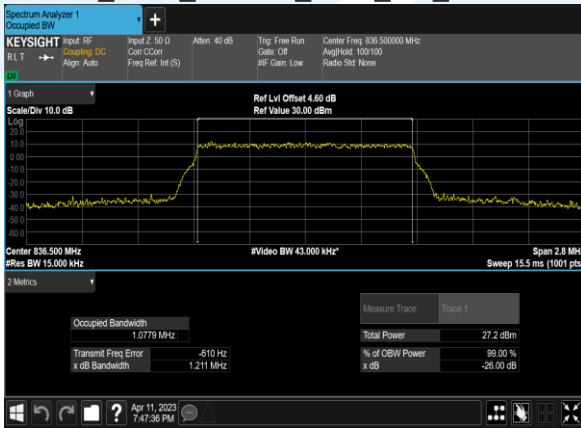 Spectrum Analyzer 1
Occupied BW
+
KEYSIGHT Input: RF Input Z: 50 Ω Atten: 40 dB Trig: Free Run Center Freq: 836.500000 MHz
Coupling: DC Corr CCorr Gate: Off Avg|Hold: 100/100
RLT Align: Auto Freq Ref: Int (S) #IF Gain: Low Radio Std: None
1 Graph
Ref Lvl Offset 4.60 dB
Scale/Div 10.0 dB Ref Value 30.00 dBm
Log
20.0
10.0
0.00
-10.0
-20.0
-30.0
-40.0
-50.0
-60.0
Center 836.500 MHz #Video BW 43.000 kHz* Span 2.8 MH
#Res BW 15.000 kHz Sweep 15.5 ms (1001 pts
2 Metrics
Measure Trace Trace 1
Occupied Bandwidth
1.0779 MHz Total Power 27.2 dBm
Transmit Freq Error -610 Hz % of OBW Power 99.00 %
x dB Bandwidth 1.211 MHz x dB -26.00 dB
? Apr 11, 2023
7:47:36 PM